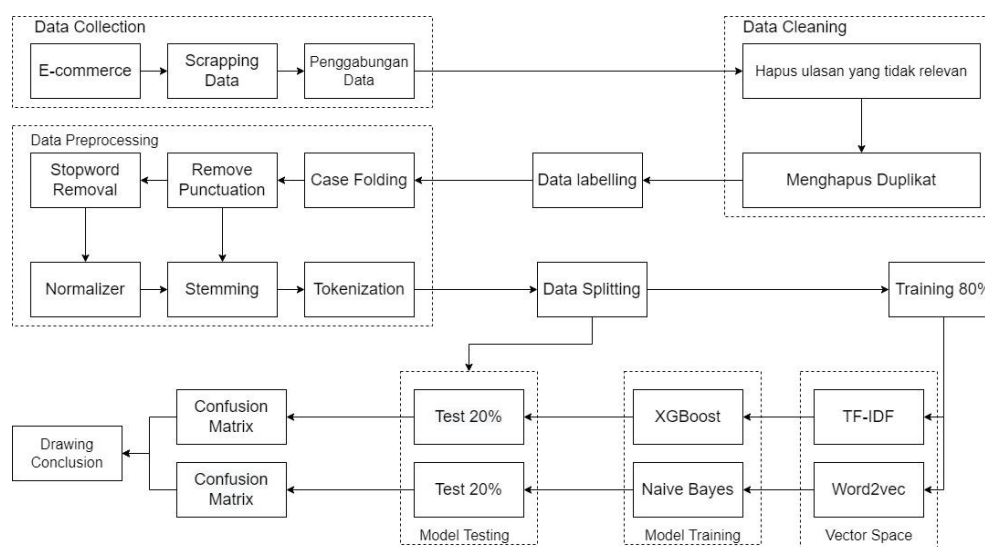 Data Collection
Data Cleaning
E-commerce
Scrapping
Data
Penggabungan
Data
Hapus ulasan yang tidak relevan
Data Preprocessing
Stopword
Removal
Remove
Punctuation
Case Folding
Data labelling
Menghapus Duplikat
Normalizer
Stemming
Tokenization
Data Splitting
Training 80%
Confusion
Matrix
Test 20%
XGBoost
TF-IDF
Drawing
Conclusion
Confusion
Matrix
Test 20%
Naive Bayes
Word2vec
Model Testing
Model Training
Vector Space